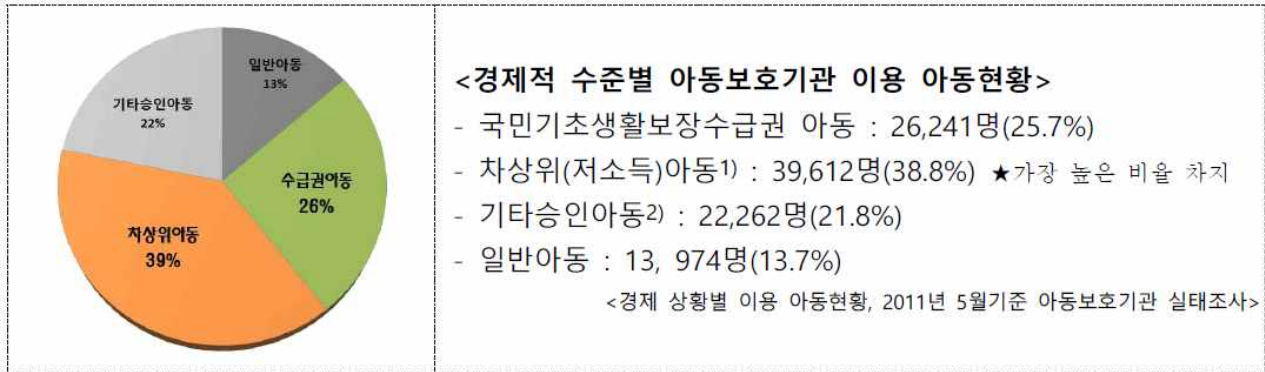 일반아동
13%
기타승인아동
22%
수급권아동
26%
차상위아동
39%
<경제적 수준별 아동보호기관 이용 아동현황>
- 국민기초생활보장수급권 아동 : 26,241명(25.7%)
- 차상위(저소득)아동1) : 39,612명(38.8%) ★가장 높은 비율 차지
- 기타승인아동2) : 22,262명(21.8%)
- 일반아동 : 13, 974명(13.7%)
<경제 상황별 이용 아동현황, 2011년 5월기준 아동보호기관 실태조사>